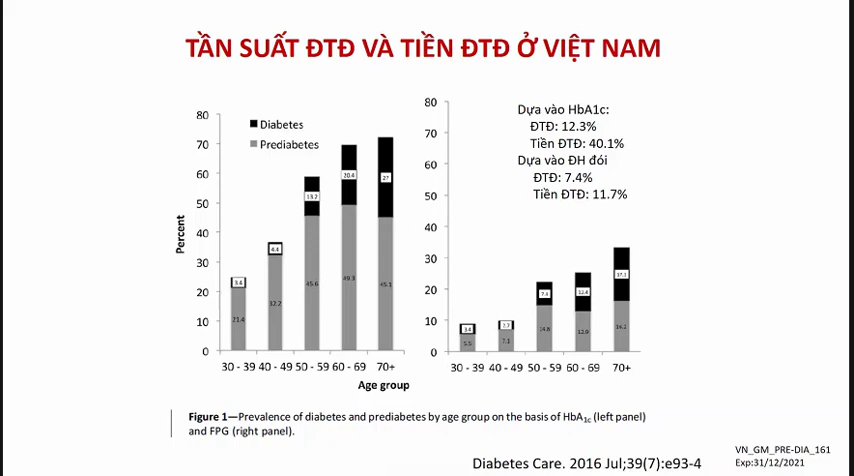 TẦN SUẤT ĐTĐ VÀ TIỀN ĐTĐ Ở VIỆT NAM
80
70
60
50
40
30
20
10
0
Percent
Diabetes
Prediabetes
3.4
21.4
4.4
32.2
13.2
45.6
20.4
49.3
27
45.1
30 - 39 40 - 49 50 - 59 60 - 69 70+
Age group
80
70
60
50
40
30
20
10
0
Dựa vào HbA1c:
ĐTĐ: 12.3%
Tiền ĐTĐ: 40.1%
Dựa vào ĐH đói
ĐTĐ: 7.4%
Tiền ĐTĐ: 11.7%
3.4
5.5
2.7
7.1
7.4
14.8
12.4
12.9
17.1
16.2
30 - 39 40 - 49 50 - 59 60 - 69 70+
Figure 1—Prevalence of diabetes and prediabetes by age group on the basis of HbA1c (left panel)
and FPG (right panel).
Diabetes Care. 2016 Jul;39(7):e93-4
VN_GM_PRE-DIA_161
Exp:31/12/2021